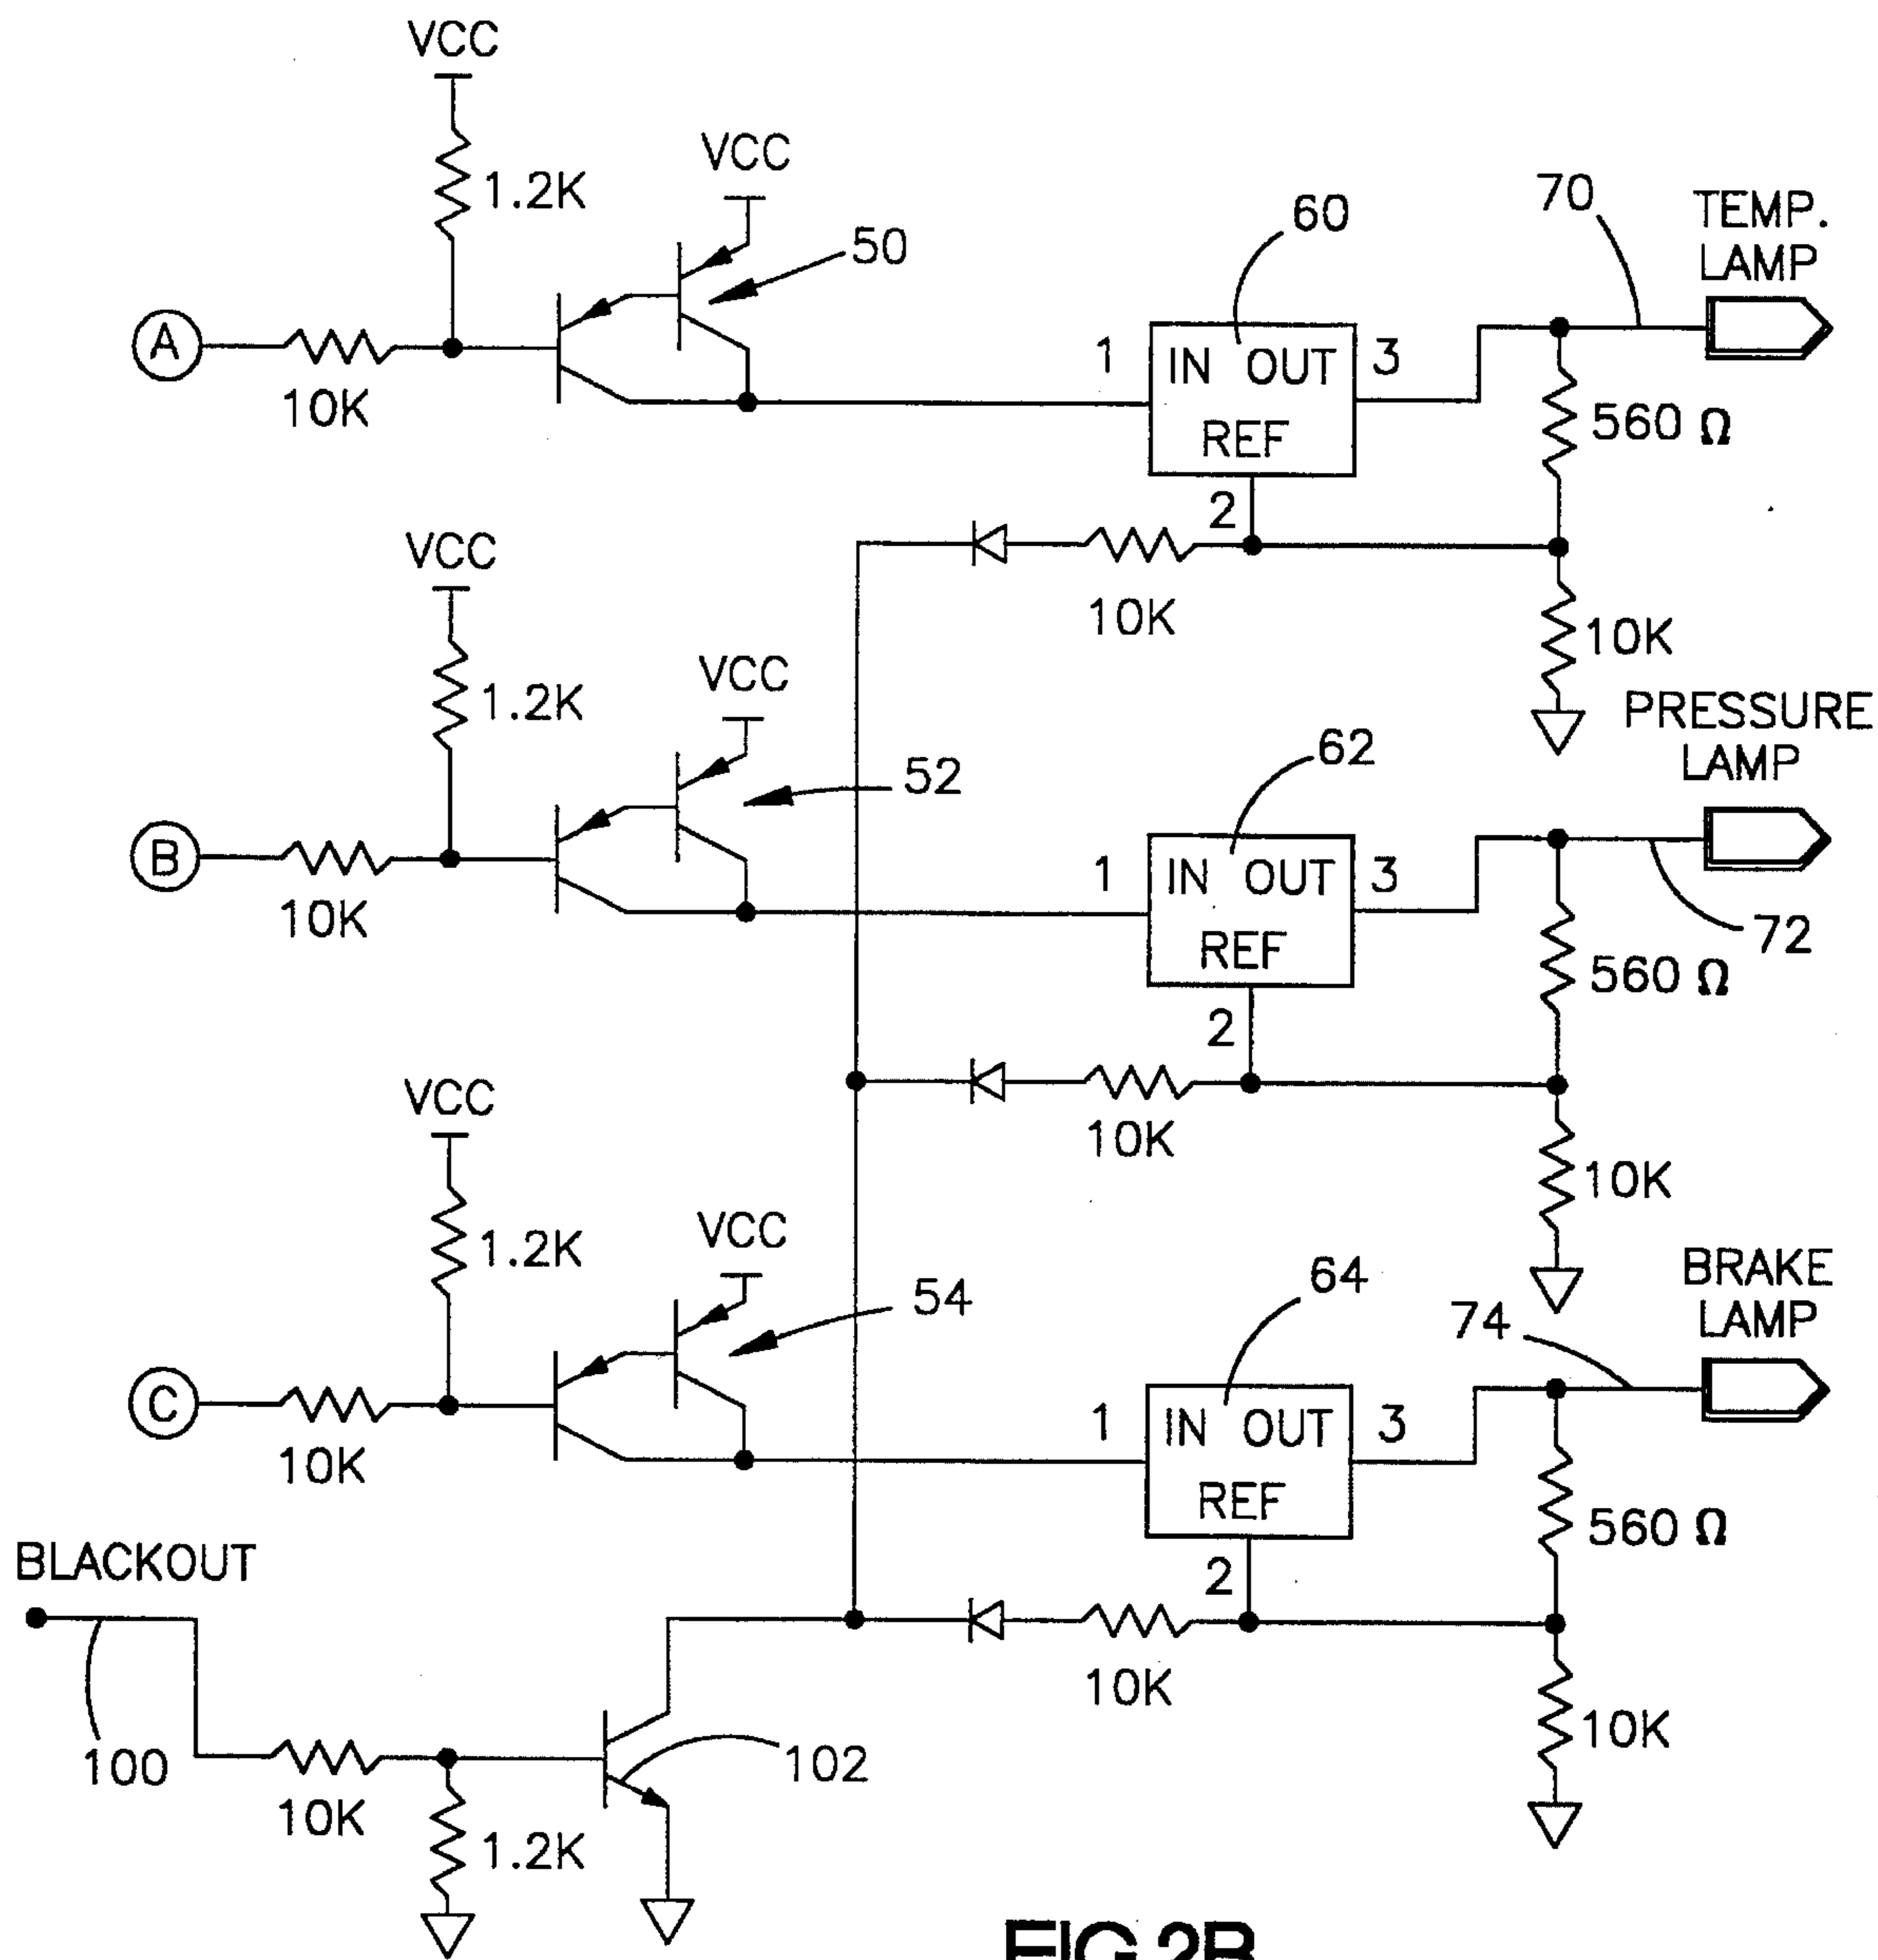 VCC
1.2K
VCC
50
60
70
TEMP.
LAMP
A
10K
1
IN OUT
REF
3
2
560 Ω
10K
10K
VCC
1.2K
VCC
52
62
PRESSURE
LAMP
B
10K
1
IN OUT
REF
3
2
72
560 Ω
10K
10K
VCC
1.2K
VCC
54
64
74
BRAKE
LAMP
C
10K
1
IN OUT
REF
3
2
560 Ω
10K
10K
BLACKOUT
100
10K
1.2K
102
FIG.2B